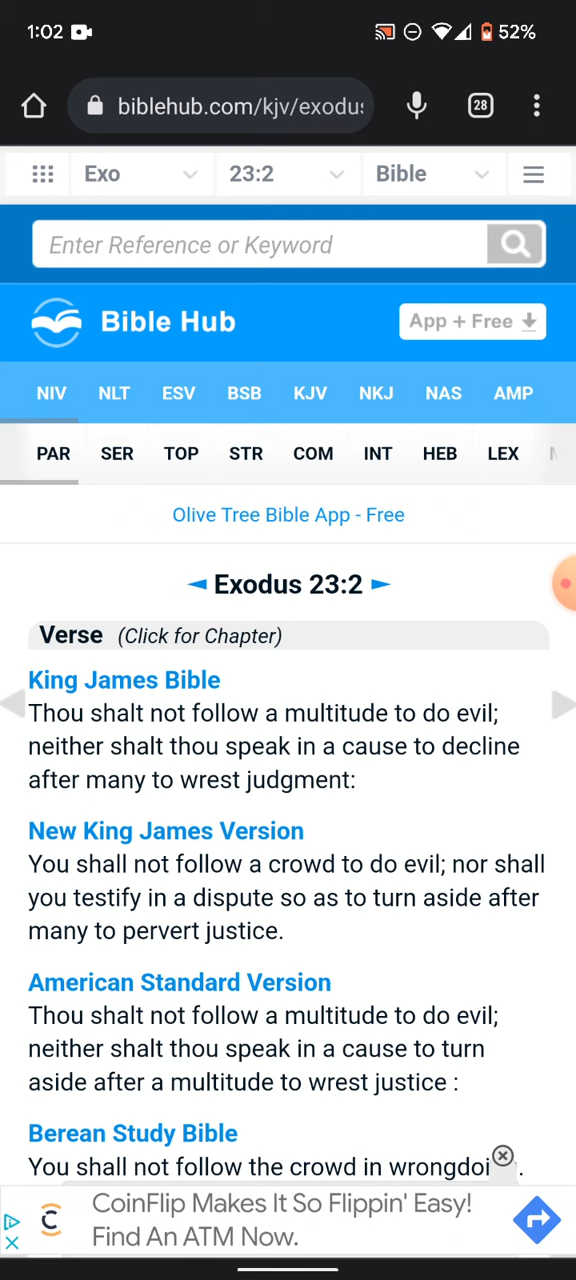 1:02 52%
biblehub.com/kjv/exodus 28
Exo 23:2 Bible
Enter Reference or Keyword
Bible Hub App + Free
NIV NLT ESV BSB KJV NKJ NAS AMP
PAR SER TOP STR COM INT HEB LEX
Olive Tree Bible App - Free
◄ Exodus 23:2 ►
Verse (Click for Chapter)
King James Bible
Thou shalt not follow a multitude to do evil;
neither shalt thou speak in a cause to decline
after many to wrest judgment:
New King James Version
You shall not follow a crowd to do evil; nor shall
you testify in a dispute so as to turn aside after
many to pervert justice.
American Standard Version
Thou shalt not follow a multitude to do evil;
neither shalt thou speak in a cause to turn
aside after a multitude to wrest justice :
Berean Study Bible
You shall not follow the crowd in wrongdoi .
CoinFlip Makes It So Flippin' Easy!
Find An ATM Now.